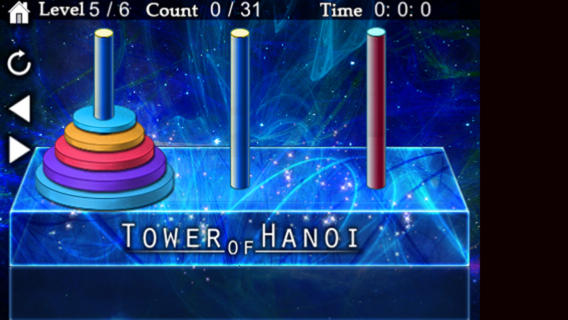 Level 5 / 6 Count 0 / 31 Time 0: 0: 0
TOWER OF HANOI